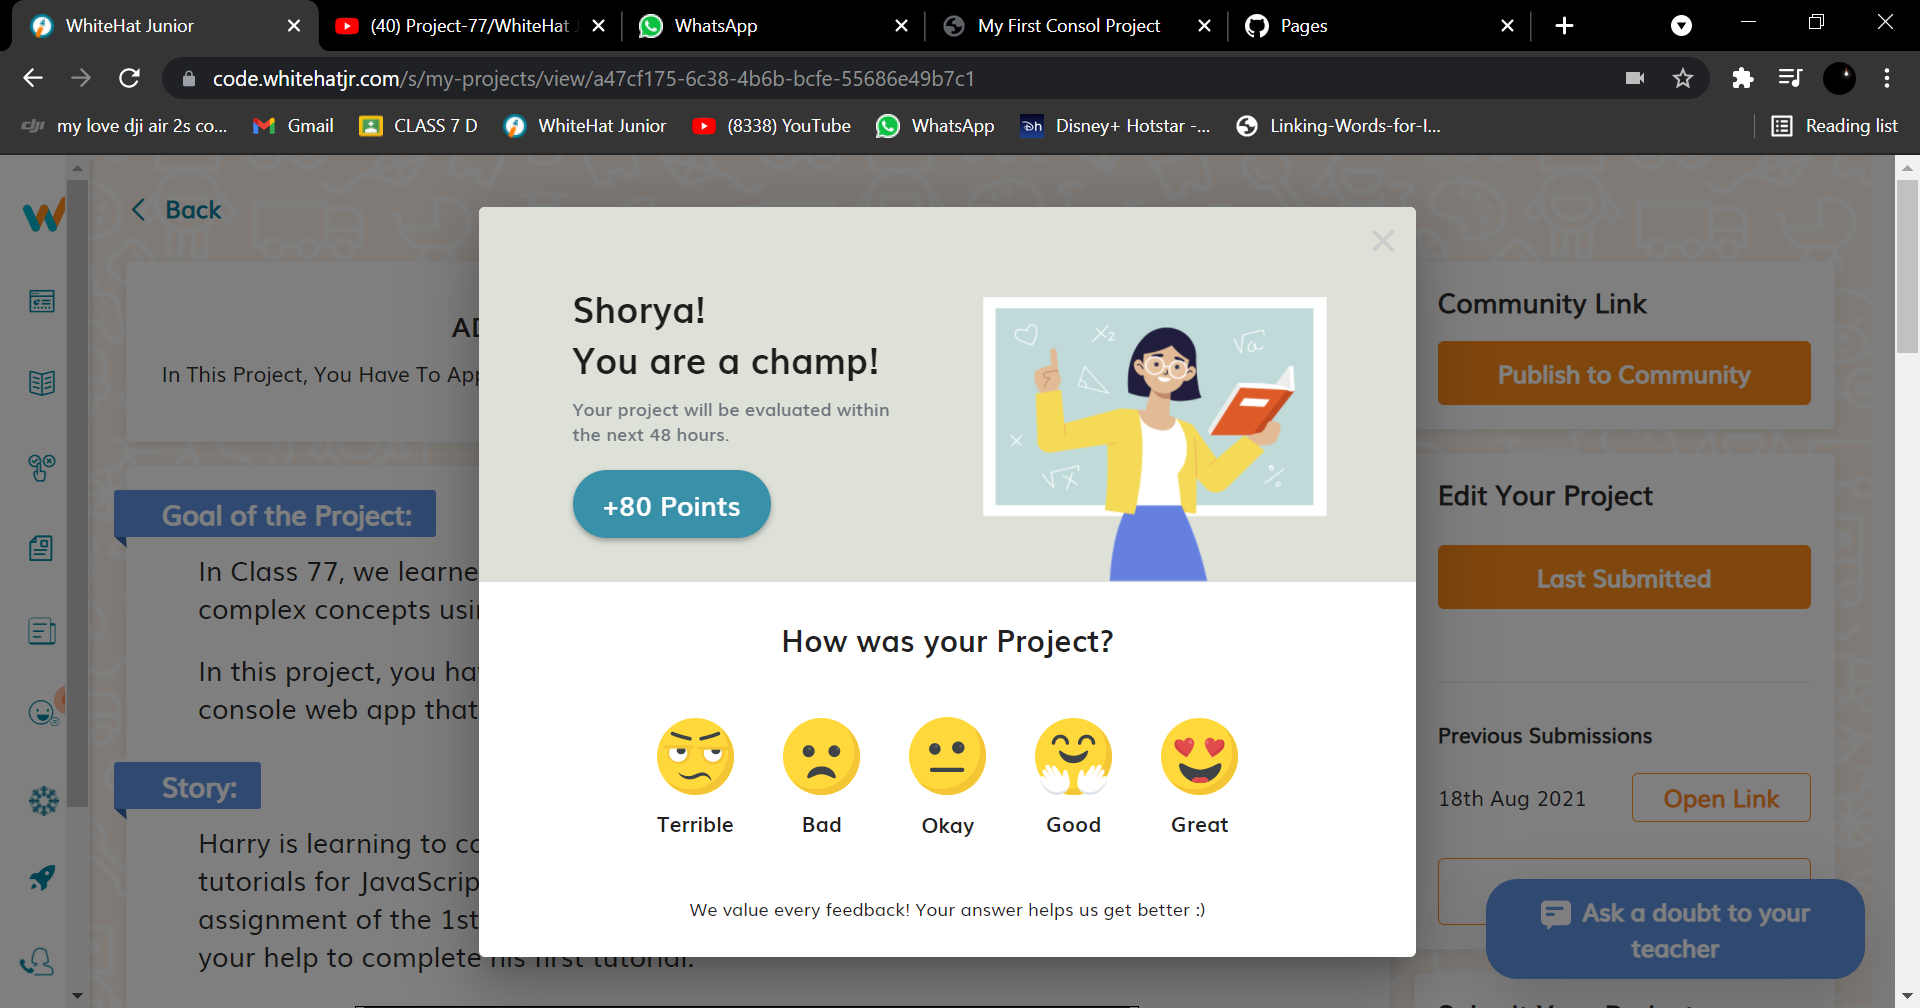 WhiteHat Junior
(40) Project-77/WhiteHat
WhatsApp
My First Consol Project
Pages
code.whitehatjr.com/s/my-projects/view/a47cf175-6c38-4b6b-bcfe-55686e49b7c1
my love dji air 2s co...
Gmail
CLASS 7 D
WhiteHat Junior
(8338) YouTube
WhatsApp
Disney+ Hotstar -...
Linking-Words-for-I...
Reading list
Back
In This Project, You Have To
Goal of the Project:
In Class 77, we
complex concepts
In this project, you
console web app that
Story:
Harry is learning to
tutorials for
assignment of the 1st
your help to complete his first tutorial.
Shorya!
You are a champ!
Your project will be evaluated within
the next 48 hours.
+80 Points
X₂
√a
√x
%
How was your Project?
Terrible
Bad
Okay
Good
Great
We value every feedback! Your answer helps us get better :)
Community Link
Publish to Community
Edit Your Project
Last Submitted
Previous Submissions
18th Aug 2021
Open Link
Ask a doubt to your
teacher